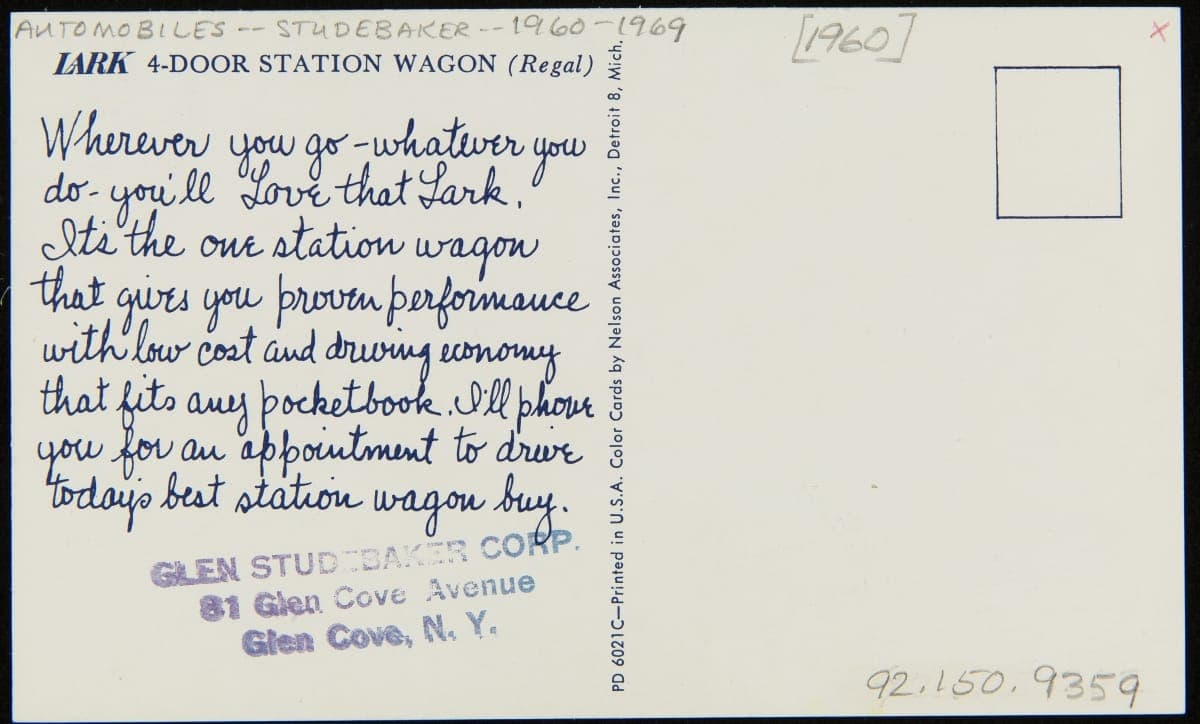 AUTOMOBILES -- STUDEBAKER -- 1960-1969
[1960]
x
LARK 4-DOOR STATION WAGON (Regal)
Wherever you go - whatever you
do - you'll "Love that Lark."
It's the one station wagon
that gives you proven performance
with low cost and driving economy
that fits any pocketbook. I'll phone
you for an appointment to drive
today's best station wagon buy.
GLEN STUDEBAKER CORP.
81 Glen Cove Avenue
Glen Cove, N. Y.
PD 6021C—Printed in U.S.A. Color Cards by Nelson Associates, Inc., Detroit 8, Mich.
92.150.9359